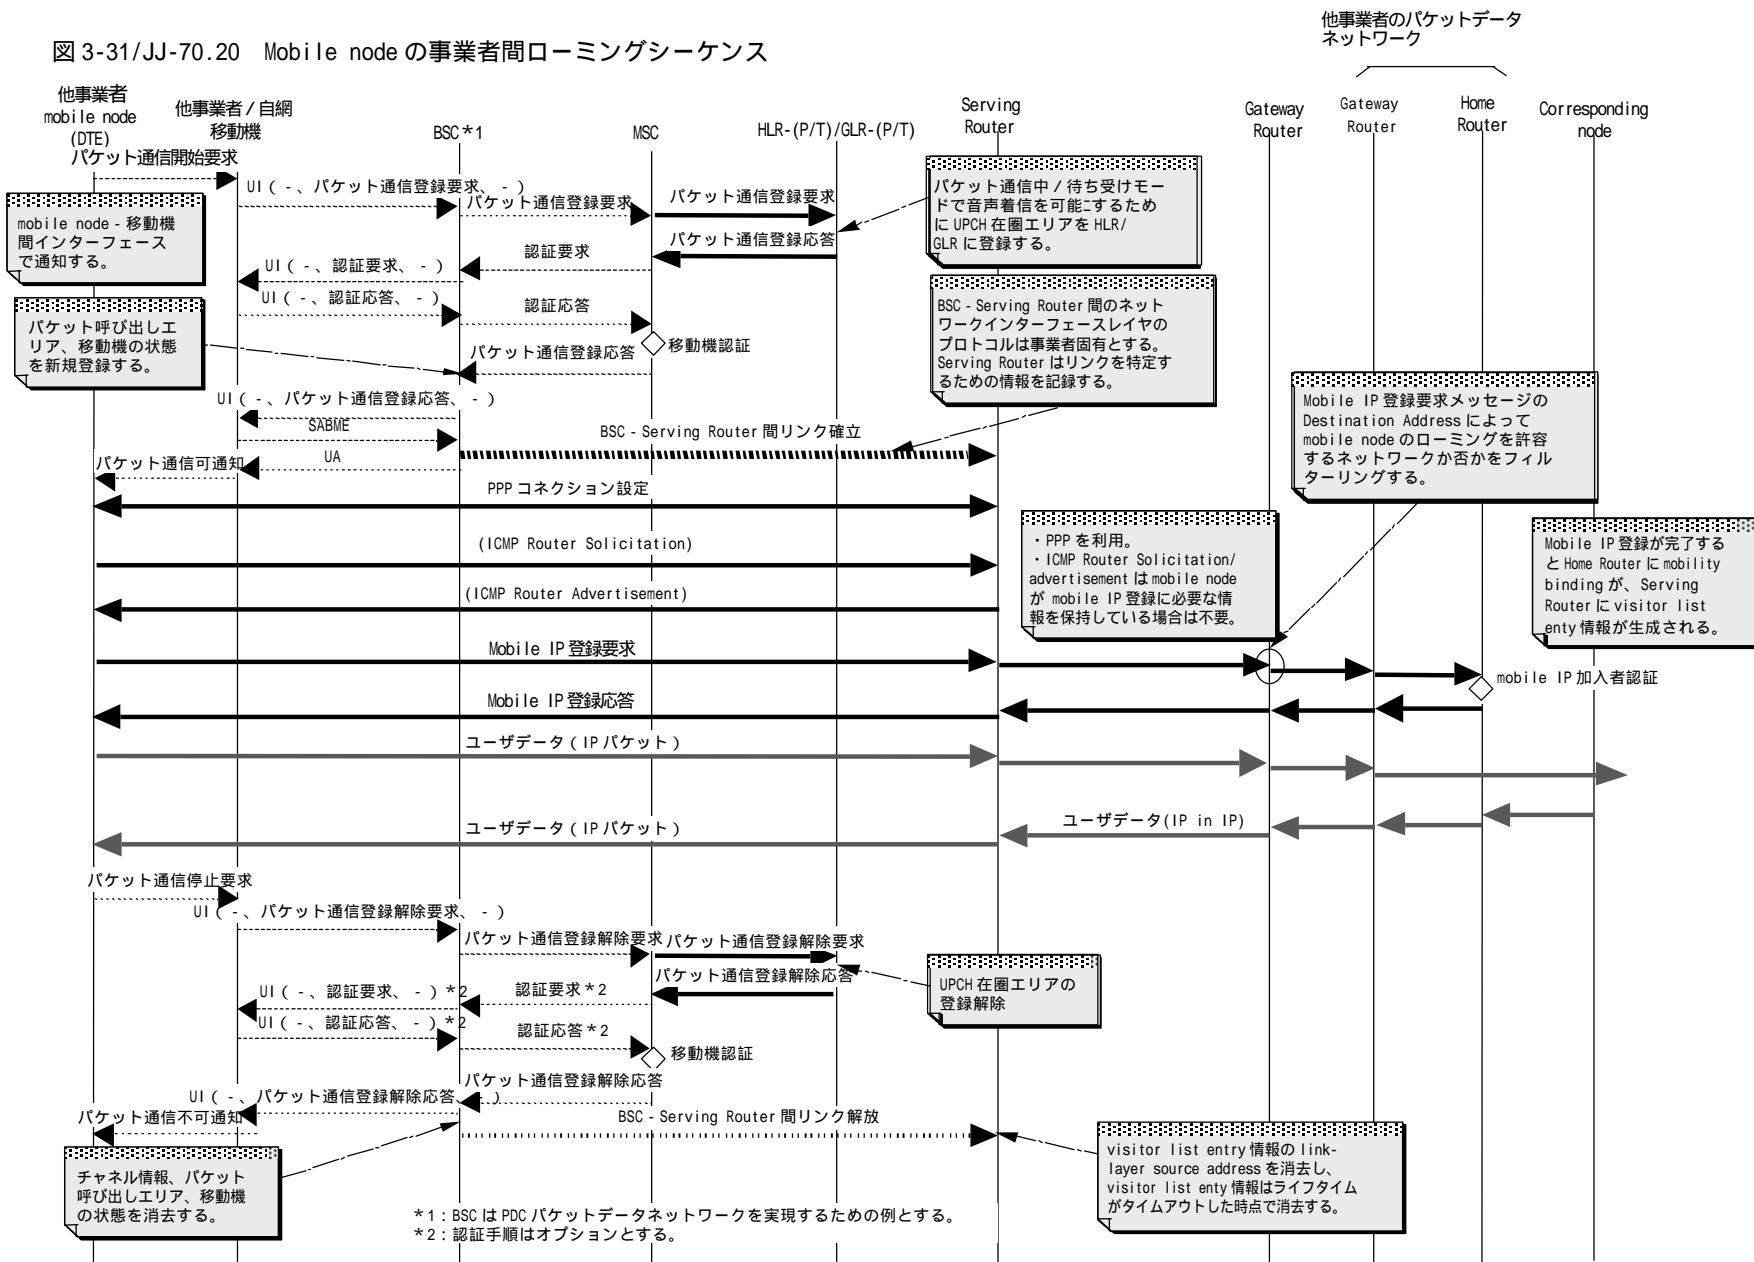 他事業者のパケットデータ
ネットワーク
図 3-31/JJ-70.20 Mobile node の事業者間ローミングシーケンス
他事業者
mobile node
(DTE)
他事業者 / 自網
移動機
BSC*1
MSC
HLR-(P/T)/GLR-(P/T)
Serving
Router
Gateway
Router
Gateway
Router
Home
Router
Corresponding
node
パケット通信開始要求
UI ( -、パケット通信登録要求、- )
パケット通信登録要求
パケット通信登録要求
パケット通信中 / 待ち受けモー
ドで音声着信を可能にするため
に UPCH 在圏エリアを HLR/
GLR に登録する。
mobile node - 移動機
間インターフェース
で通知する。
パケット通信登録応答
認証要求
UI ( -、認証要求、- )
UI ( -、認証応答、- )
認証応答
移動機認証
BSC - Serving Router 間のネット
ワークインターフェースレイヤの
プロトコルは事業者固有とする。
Serving Router はリンクを特定す
るための情報を記録する。
パケット呼び出しエ
リア、移動機の状態
を新規登録する。
パケット通信登録応答
UI ( -、パケット通信登録応答、- )
SABME
BSC - Serving Router 間リンク確立
パケット通信可通知
UA
Mobile IP 登録要求メッセージの
Destination Address によって
mobile node のローミングを許容
するネットワークか否かをフィル
ターリングする。
PPP コネクション設定
(ICMP Router Solicitation)
(ICMP Router Advertisement)
・PPP を利用。
・ICMP Router Solicitation/
advertisement は mobile node
が mobile IP 登録に必要な情
報を保持している場合は不要。
Mobile IP 登録が完了する
と Home Router に mobility
binding が、Serving
Router に visitor list
enty 情報が生成される。
Mobile IP 登録要求
mobile IP 加入者認証
Mobile IP 登録応答
ユーザデータ ( IP パケット )
ユーザデータ(IP in IP)
ユーザデータ ( IP パケット )
パケット通信停止要求
UI ( -、パケット通信登録解除要求、- )
パケット通信登録解除要求
パケット通信登録解除要求
パケット通信登録解除応答
UPCH 在圏エリアの
登録解除
認証要求*2
UI ( -、認証要求、- )*2
UI ( -、認証応答、- )*2
認証応答*2
移動機認証
パケット通信登録解除応答
UI ( -、パケット通信登録解除応答、- )
パケット通信不可通知
BSC - Serving Router 間リンク解放
チャネル情報、パケット
呼び出しエリア、移動機
の状態を消去する。
visitor list entry 情報の link-
layer source address を消去し、
visitor list enty 情報はライフタイム
がタイムアウトした時点で消去する。
*1 : BSC は PDC パケットデータネットワークを実現するための例とする。
*2 : 認証手順はオプションとする。